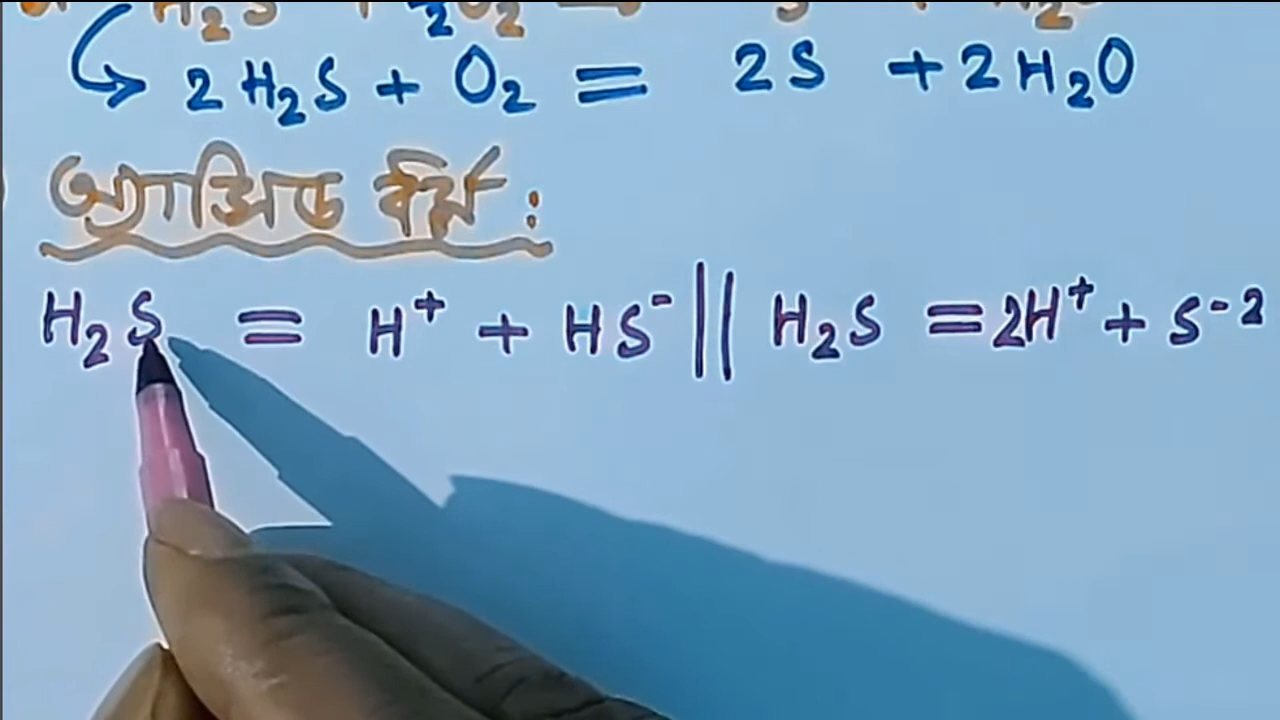 2H₂S + O₂ = 2S + 2H₂O
অ্যাসিড ধর্ম :
H₂S = H⁺ + HS⁻ || H₂S = 2H⁺ + S⁻²